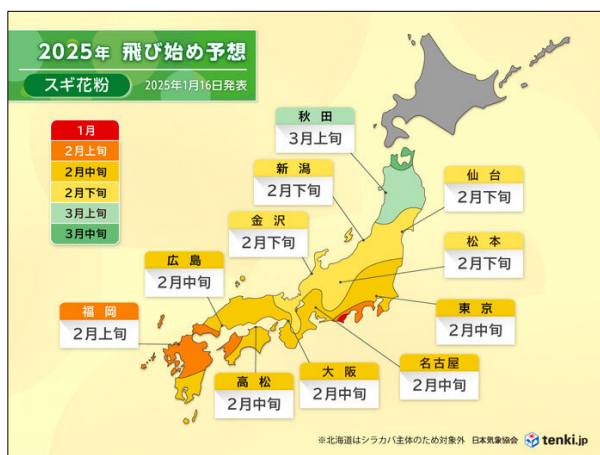 2025年 飛び始め予想
スギ花粉 2025年1月16日発表
1月
2月上旬
2月中旬
2月下旬
3月上旬
3月中旬
秋田
3月上旬
新潟
2月下旬
仙台
2月下旬
金沢
2月下旬
松本
2月下旬
広島
2月中旬
福岡
2月上旬
東京
2月中旬
高松
2月中旬
大阪
2月中旬
名古屋
2月中旬
※北海道はシラカバ主体のため対象外 日本気象協会 tenki.jp